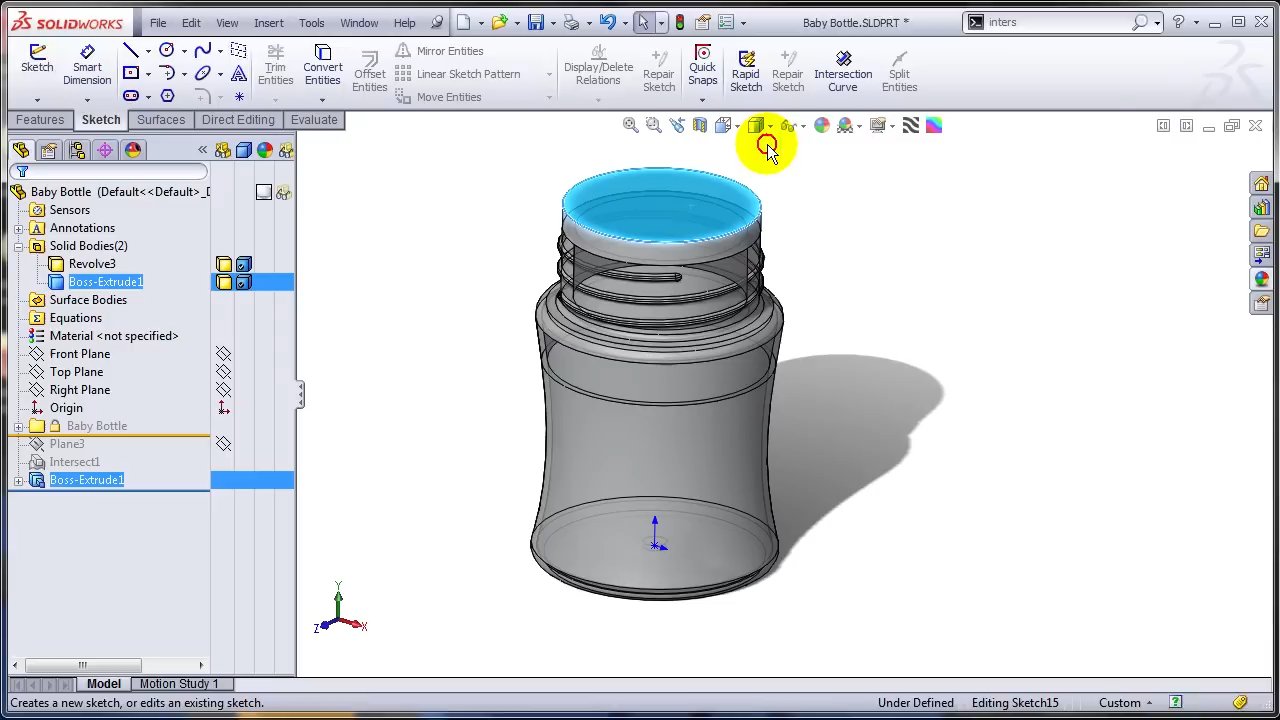 SOLIDWORKS
File Edit View Insert Tools Window Help
Baby Bottle.SLDPRT *
inters
Sketch
Smart Dimension
Trim Entities
Convert Entities
Offset Entities
Mirror Entities
Linear Sketch Pattern
Move Entities
Display/Delete Relations
Repair Sketch
Quick Snaps
Rapid Sketch
Repair Sketch
Intersection Curve
Split Entities
Features Sketch Surfaces Direct Editing Evaluate
Baby Bottle (Default<<Default>_D
Sensors
Annotations
Solid Bodies(2)
Revolve3
Boss-Extrude1
Surface Bodies
Equations
Material <not specified>
Front Plane
Top Plane
Right Plane
Origin
Baby Bottle
Plane3
Intersect1
Boss-Extrude1
Y
Z X
Model Motion Study 1
Creates a new sketch, or edits an existing sketch.
Under Defined Editing Sketch15 Custom